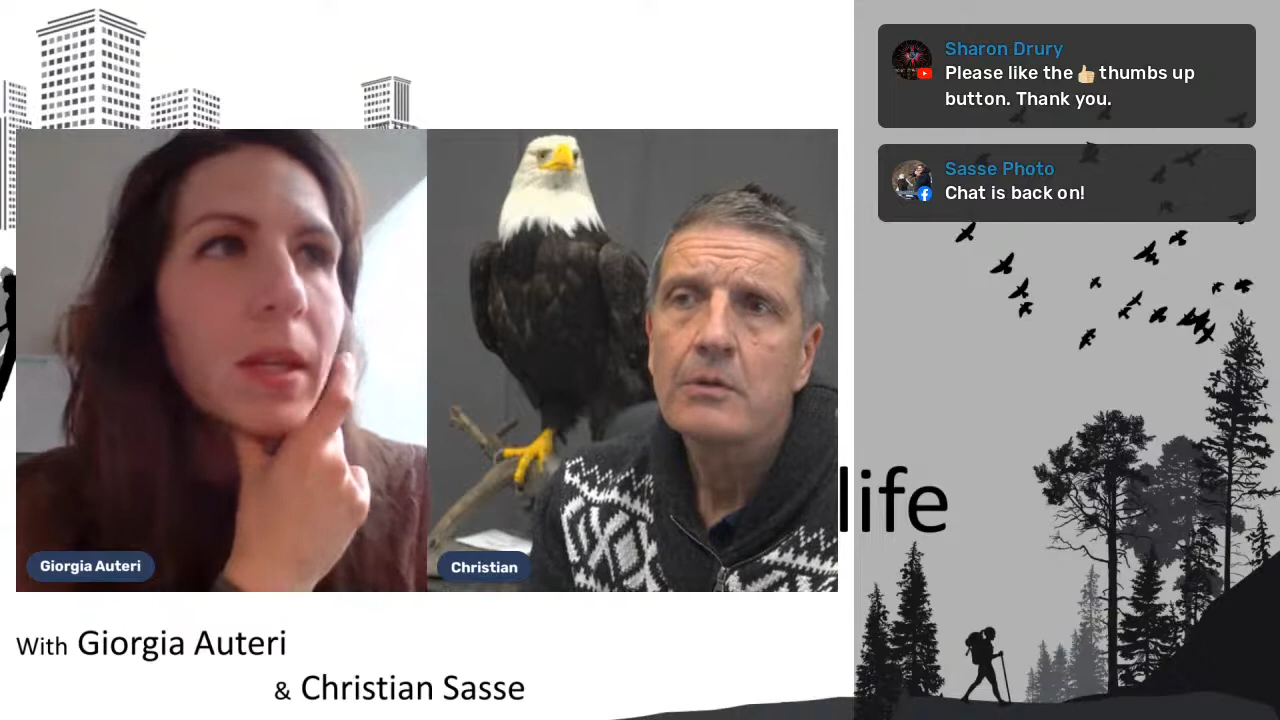 Sharon Drury
Please like the 👍🏼 thumbs up
button. Thank you.
Sasse Photo
Chat is back on!
life
Giorgia Auteri
Christian
With Giorgia Auteri
& Christian Sasse